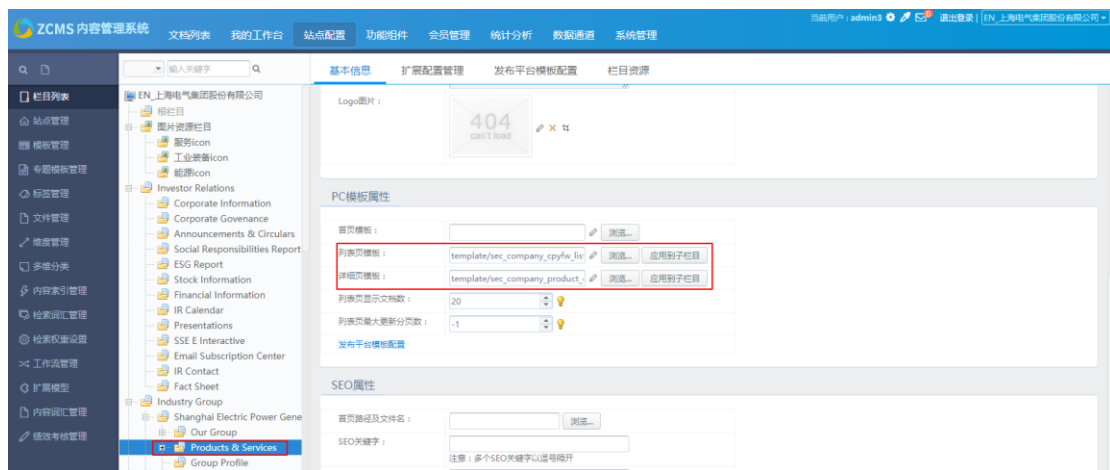 当前用户：admin3 退出登录 | EN_上海电气集团股份有限公司
ZCMS 内容管理系统
文档列表 我的工作台 站点配置 功能组件 会员管理 统计分析 数据通道 系统管理
输入关键字
基本信息 扩展配置管理 发布平台模板配置 栏目资源
栏目列表
站点管理
模板管理
专题模板管理
标签管理
文件管理
维度管理
多维分类
内容索引管理
检索词汇管理
检索权重设置
工作流管理
扩展模型
内容词汇管理
绩效考核管理
EN_上海电气集团股份有限公司
根栏目
图片资源栏目
服务icon
工业装备icon
能源icon
Investor Relations
Corporate Information
Corporate Govenance
Announcements & Circulars
Social Responsibilities Report
ESG Report
Stock Information
Financial Information
IR Calendar
Presentations
SSE E Interactive
Email Subscription Center
IR Contact
Fact Sheet
Industry Group
Shanghai Electric Power Gene
Our Group
Products & Services
Group Profile
Logo图片：
404
can't load
PC模板属性
首页模板： 浏览...
列表页模板： template/sec_company_cpyfw_lis 浏览... 应用到子栏目
详细页模板： template/sec_company_product_ 浏览... 应用到子栏目
列表页显示文档数： 20
列表页最大更新分页数： -1
发布平台模板配置
SEO属性
首页路径及文件名： 浏览...
SEO关键字：
注意：多个SEO关键字以逗号隔开